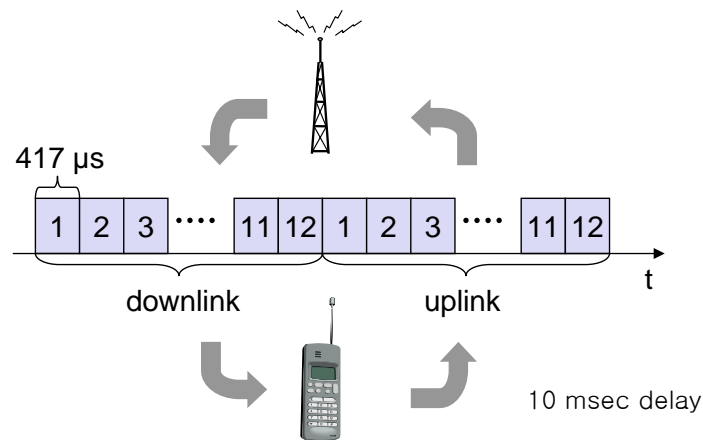 417 µs
1 2 3 •••• 11 12 1 2 3 •••• 11 12
t
downlink uplink
10 msec delay